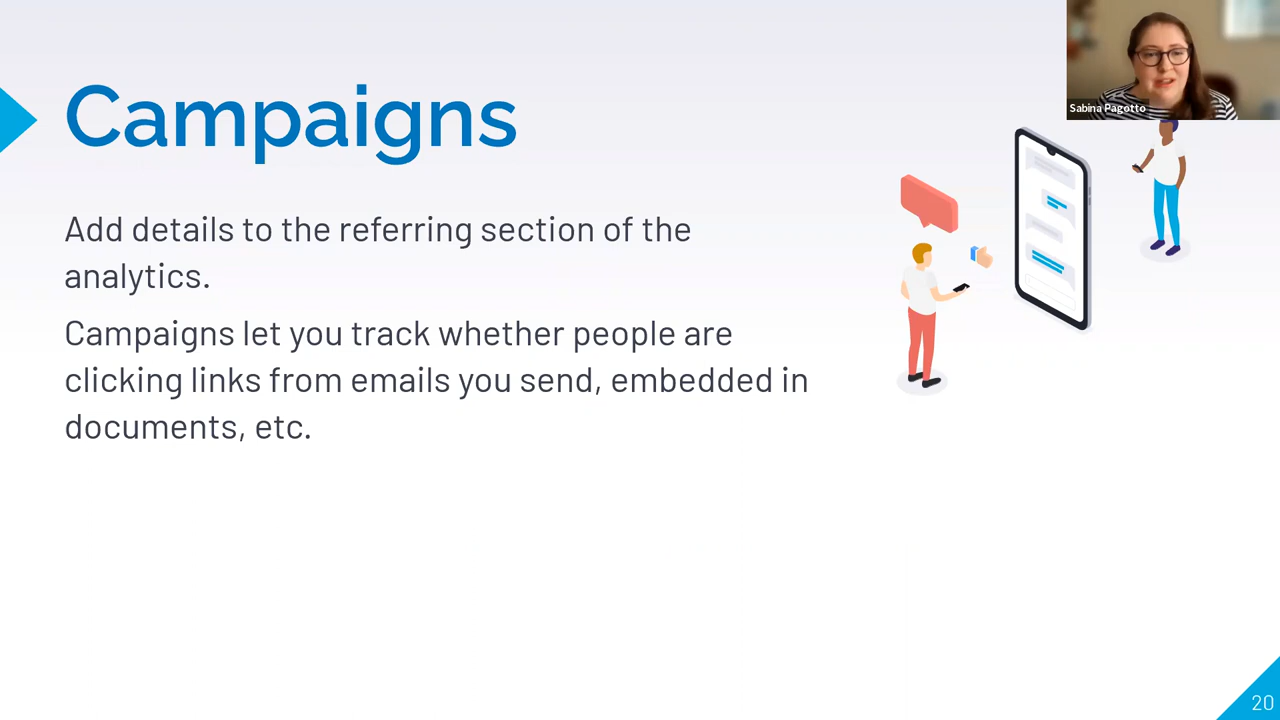 Campaigns
Sabina Pagotto
Add details to the referring section of the
analytics.
Campaigns let you track whether people are
clicking links from emails you send, embedded in
documents, etc.
20